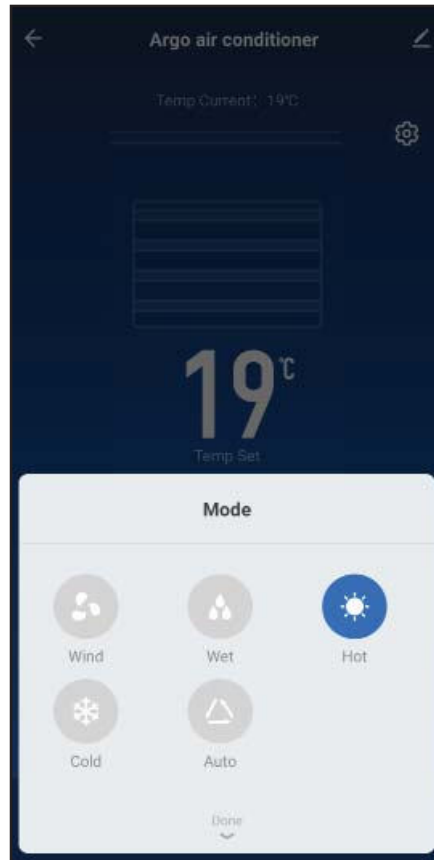 Argo air conditioner
Temp Current: 19℃
19℃
Temp Set
Mode
Wind Wet Hot
Cold Auto
Done